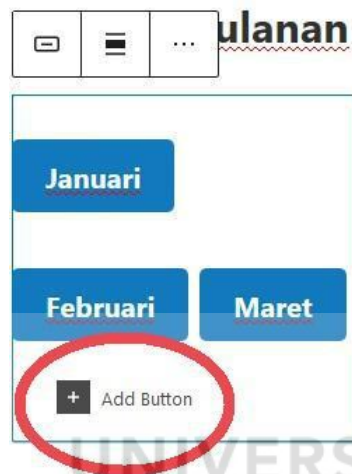 ulanan
Januari
Februari Maret
+ Add Button
UNIVERS